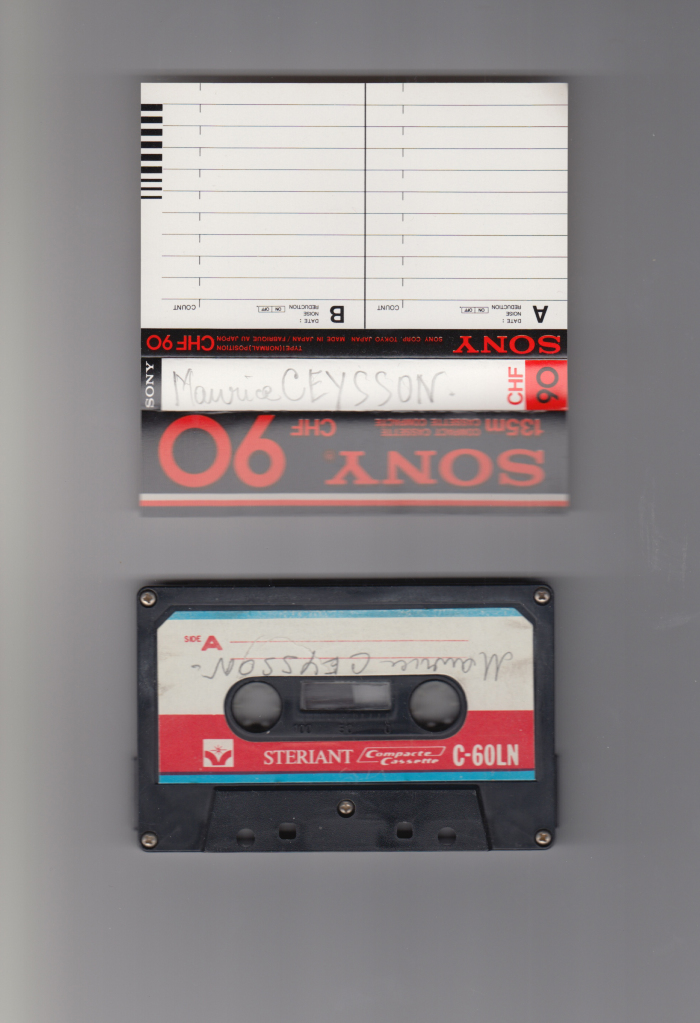 COUNT
NOISE
REDUCTION
ON OFF
DATE :
B
COUNT
NOISE
REDUCTION
ON OFF
DATE :
A
SONY SONY CORP. TOKYO JAPAN MADE IN JAPAN / FABRIQUÉ AU JAPON TYPE I (NORMAL) POSITION CHF 90
SONY Maurice CEYSSON. CHF 90
135m COMPACT CASSETTE CHF 90
CASSETTE COMPACTE
SONY
SIDE A
Maurice CEYSSON-
STERIANT Compacte Cassette C-60LN